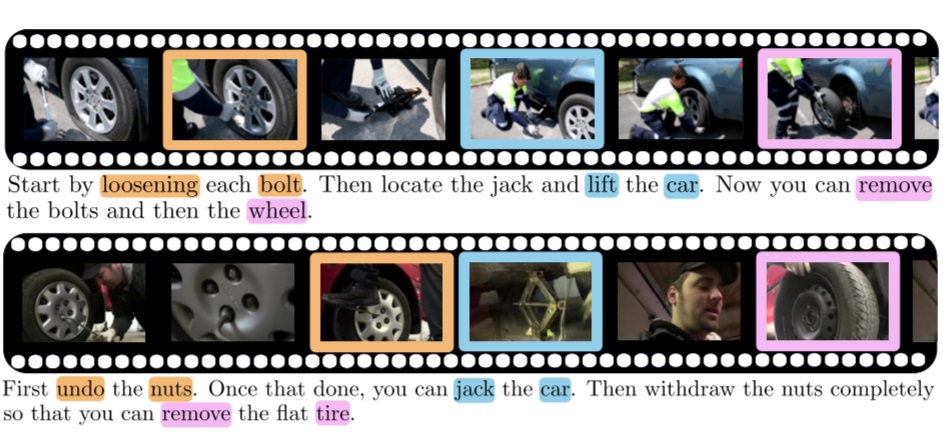 Start by loosening each bolt. Then locate the jack and lift the car. Now you can remove
the bolts and then the wheel.
First undo the nuts. Once that done, you can jack the car. Then withdraw the nuts completely
so that you can remove the flat tire.